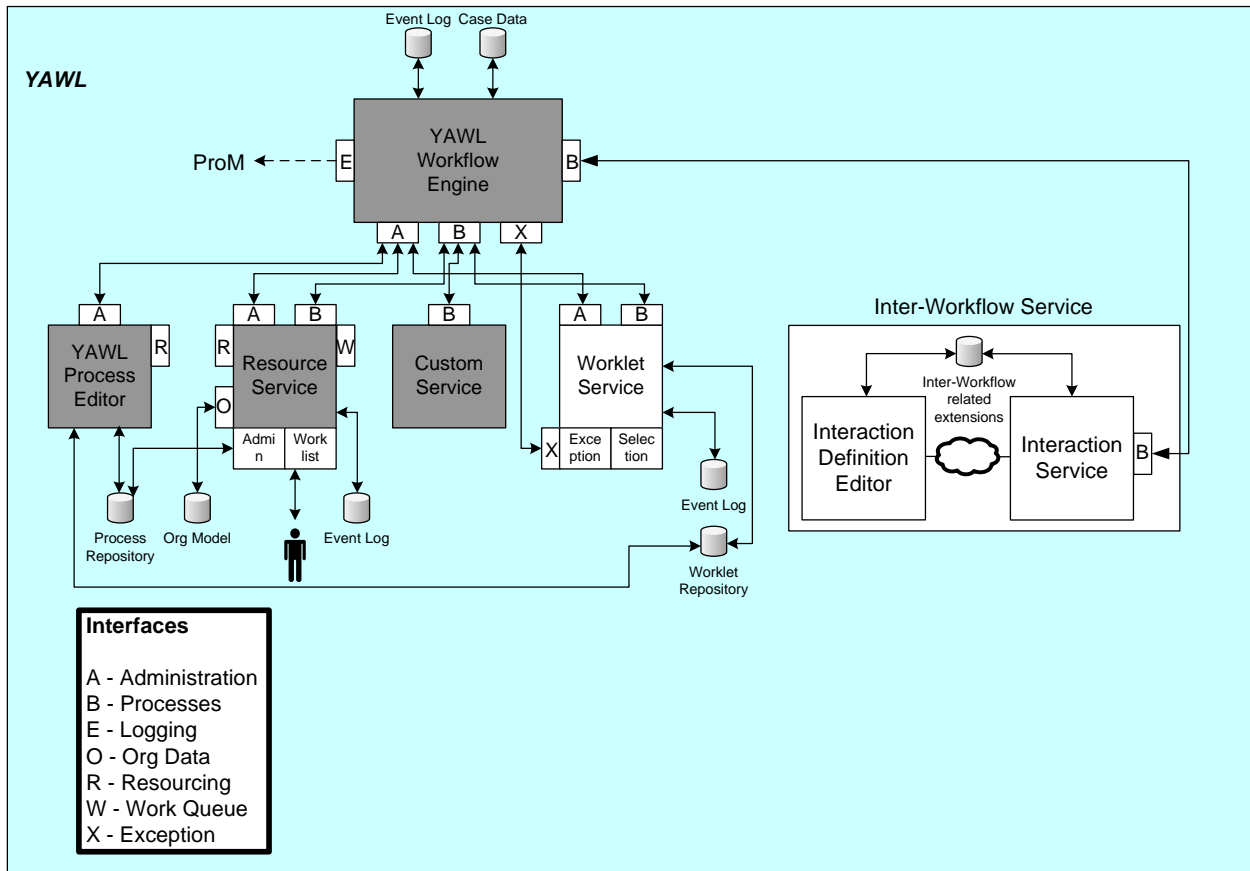 Event Log
Case Data
YAWL
YAWL
Workflow
Engine
ProM
E
B
A
B
X
A
YAWL
Process
Editor
R
A
B
R
Resource
Service
W
O
Admi
n
Work
list
B
Custom
Service
A
B
Worklet
Service
X
Exce
ption
Selec
tion
Process
Repository
Org Model
Event Log
Event Log
Worklet
Repository
Inter-Workflow Service
Inter-Workflow
related
extensions
Interaction
Definition
Editor
Interaction
Service
B
Interfaces
A - Administration
B - Processes
E - Logging
O - Org Data
R - Resourcing
W - Work Queue
X - Exception